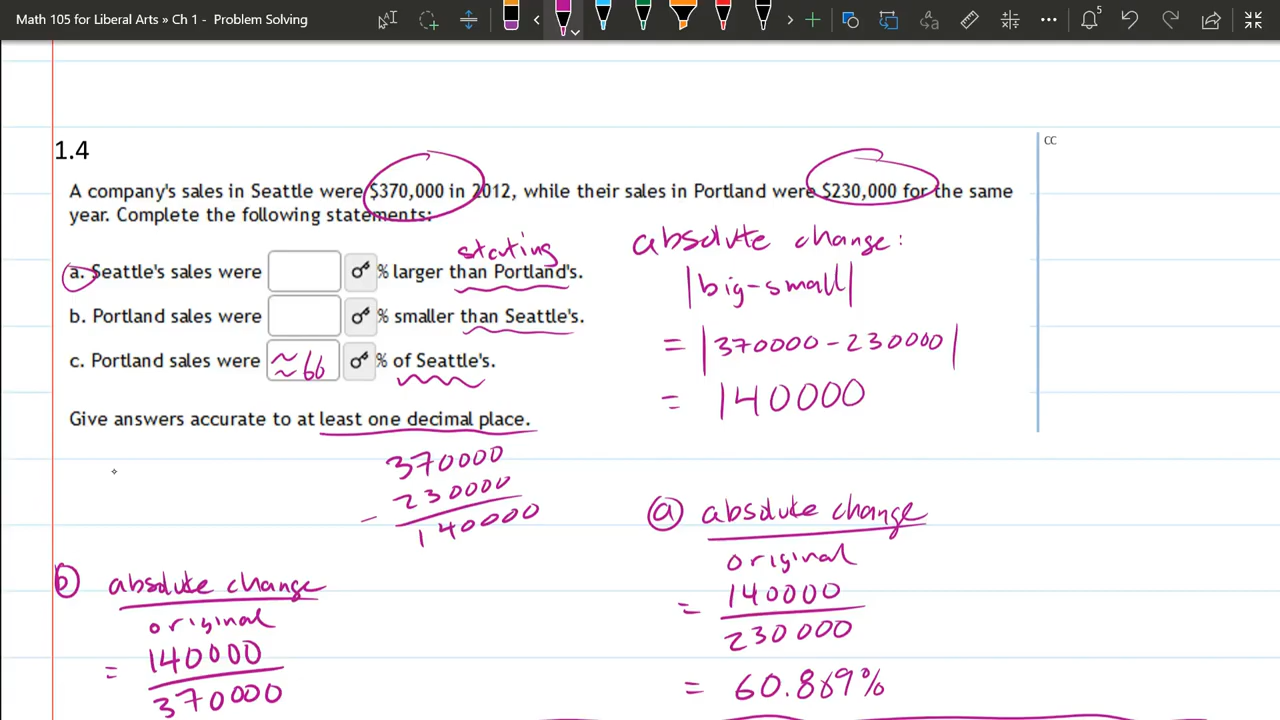 Math 105 for Liberal Arts » Ch 1 - Problem Solving
5
1.4
CC
A company's sales in Seattle were $370,000 in 2012, while their sales in Portland were $230,000 for the same
year. Complete the following statements:
starting
a. Seattle's sales were % larger than Portland's.
b. Portland sales were % smaller than Seattle's.
c. Portland sales were ≈ 66 % of Seattle's.
Give answers accurate to at least one decimal place.
absolute change:
|big-small|
= |370000-230000|
= 140000
370000
230000
−
140000
ⓐ absolute change
original
= 140000
230000
= 60.869%
ⓑ absolute change
original
= 140000
370000